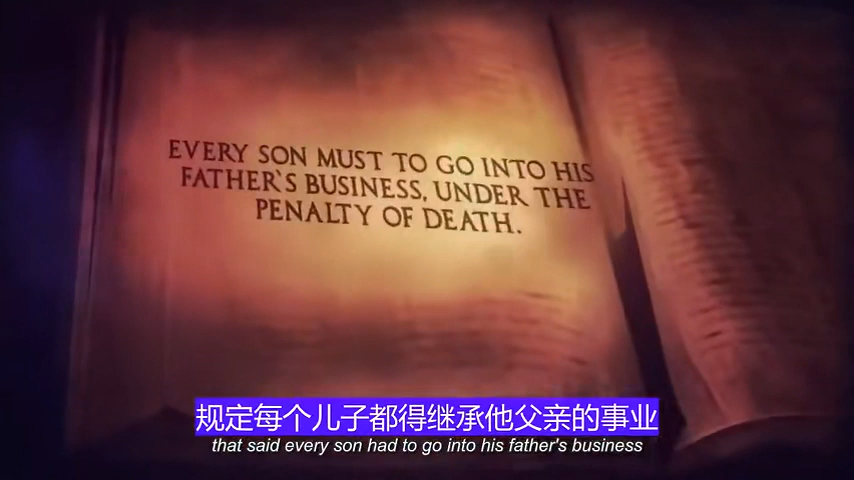 EVERY SON MUST TO GO INTO HIS
FATHER`S BUSINESS, UNDER THE
PENALTY OF DEATH.
规定每个儿子都得继承他父亲的事业
that said every son had to go into his father's business